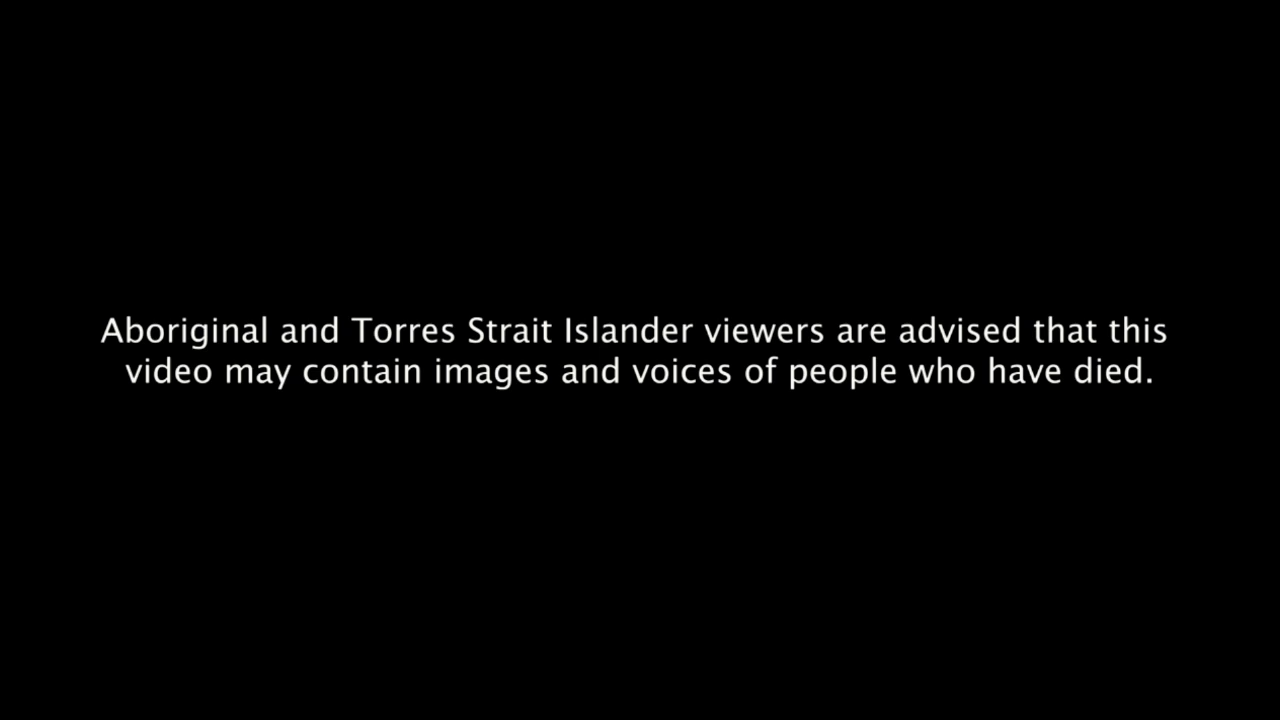 Aboriginal and Torres Strait Islander viewers are advised that this
video may contain images and voices of people who have died.